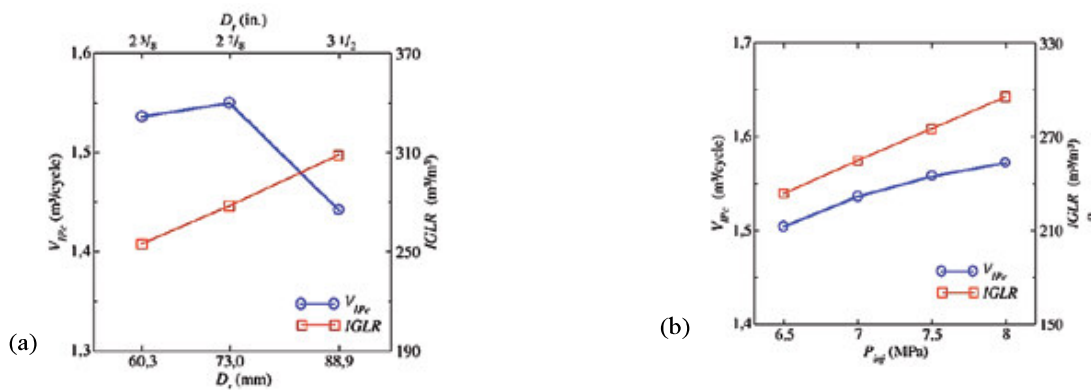 D_t (in.)
2 3/8 2 7/8 3 1/2
1,6 370
1,5 310
1,4 250
1,3 190
V_IPc (m³/cycle)
IGLR (m³/m³)
V_IPc
IGLR
(a)
60,3 73,0 88,9
D_t (mm)
1,7 330
1,6 270
1,5 210
1,4 150
V_IPc (m³/cycle)
IGLR (m³/m³)
V_IPc
IGLR
(b)
6,5 7 7,5 8
P_inj (MPa)